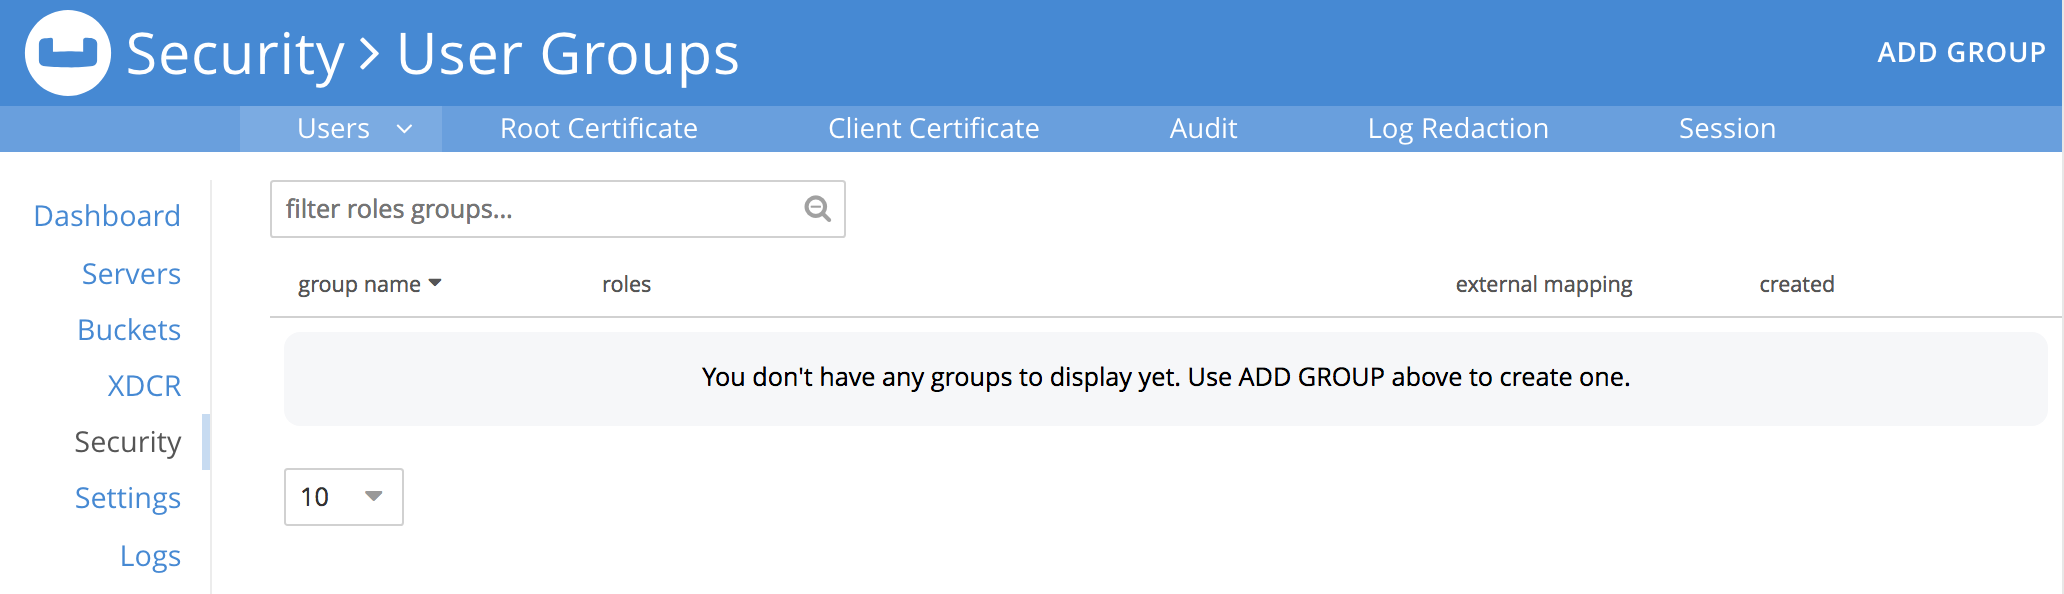 Security > User Groups
ADD GROUP
Users
Root Certificate
Client Certificate
Audit
Log Redaction
Session
Dashboard
Servers
Buckets
XDCR
Security
Settings
Logs
filter roles groups...
group name
roles
external mapping
created
You don't have any groups to display yet. Use ADD GROUP above to create one.
10